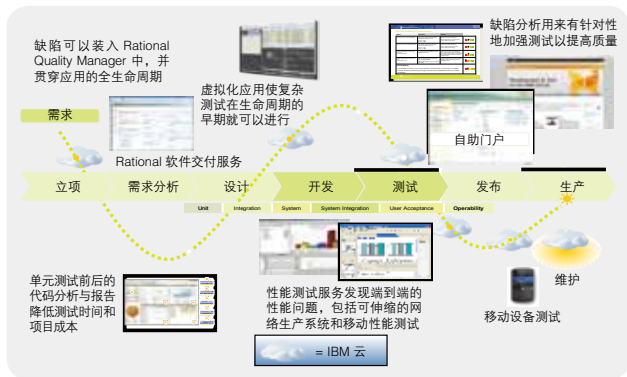 缺陷可以装入 Rational
Quality Manager 中，并
贯穿应用的全生命周期
虚拟化应用使复杂
测试在生命周期的
早期就可以进行
缺陷分析用来有针对性
地加强测试以提高质量
需求
自助门户
Rational 软件交付服务
立项
需求分析
设计
开发
测试
发布
生产
Unit
Integration
System
System Integration
User Acceptance
Operability
单元测试前后的
代码分析与报告
降低测试时间和
项目成本
性能测试服务发现端到端的
性能问题，包括可伸缩的网
络生产系统和移动性能测试
维护
移动设备测试
= IBM 云